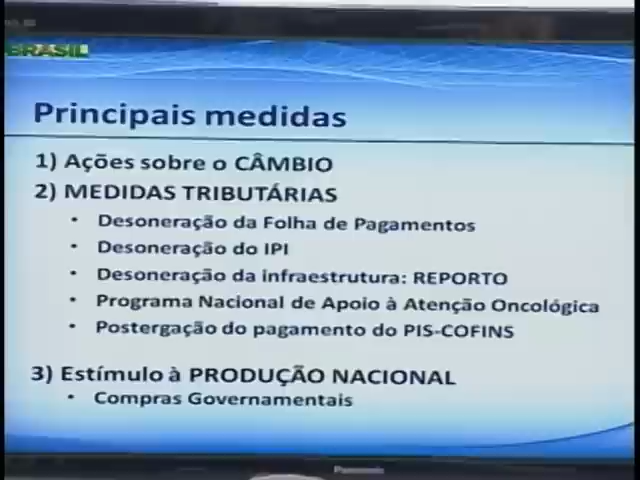 BRASIL
Principais medidas
1) Ações sobre o CÂMBIO
2) MEDIDAS TRIBUTÁRIAS
• Desoneração da Folha de Pagamentos
• Desoneração do IPI
• Desoneração da infraestrutura: REPORTO
• Programa Nacional de Apoio à Atenção Oncológica
• Postergação do pagamento do PIS-COFINS
3) Estímulo à PRODUÇÃO NACIONAL
• Compras Governamentais
Panasonic